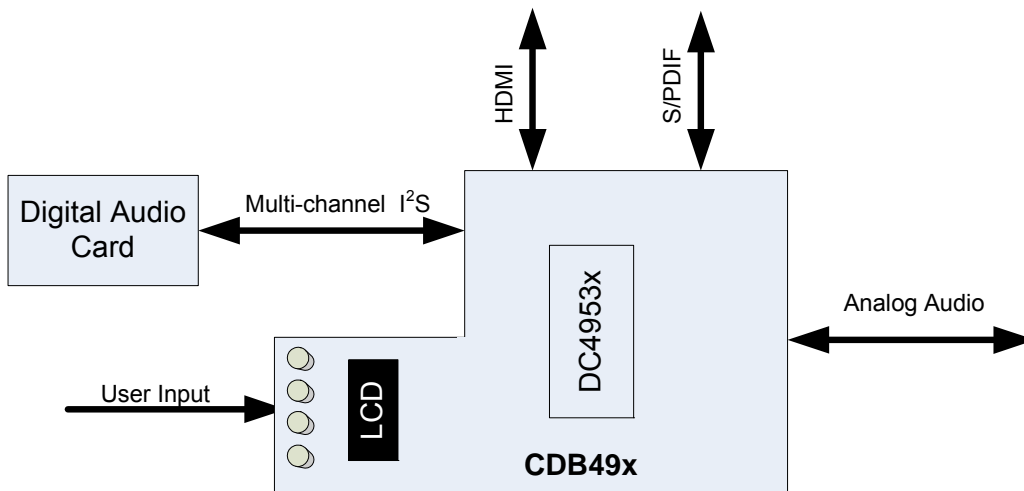 HDMI
S/PDIF
Digital Audio
Card
Multi-channel I²S
DC4953x
Analog Audio
User Input
LCD
CDB49x